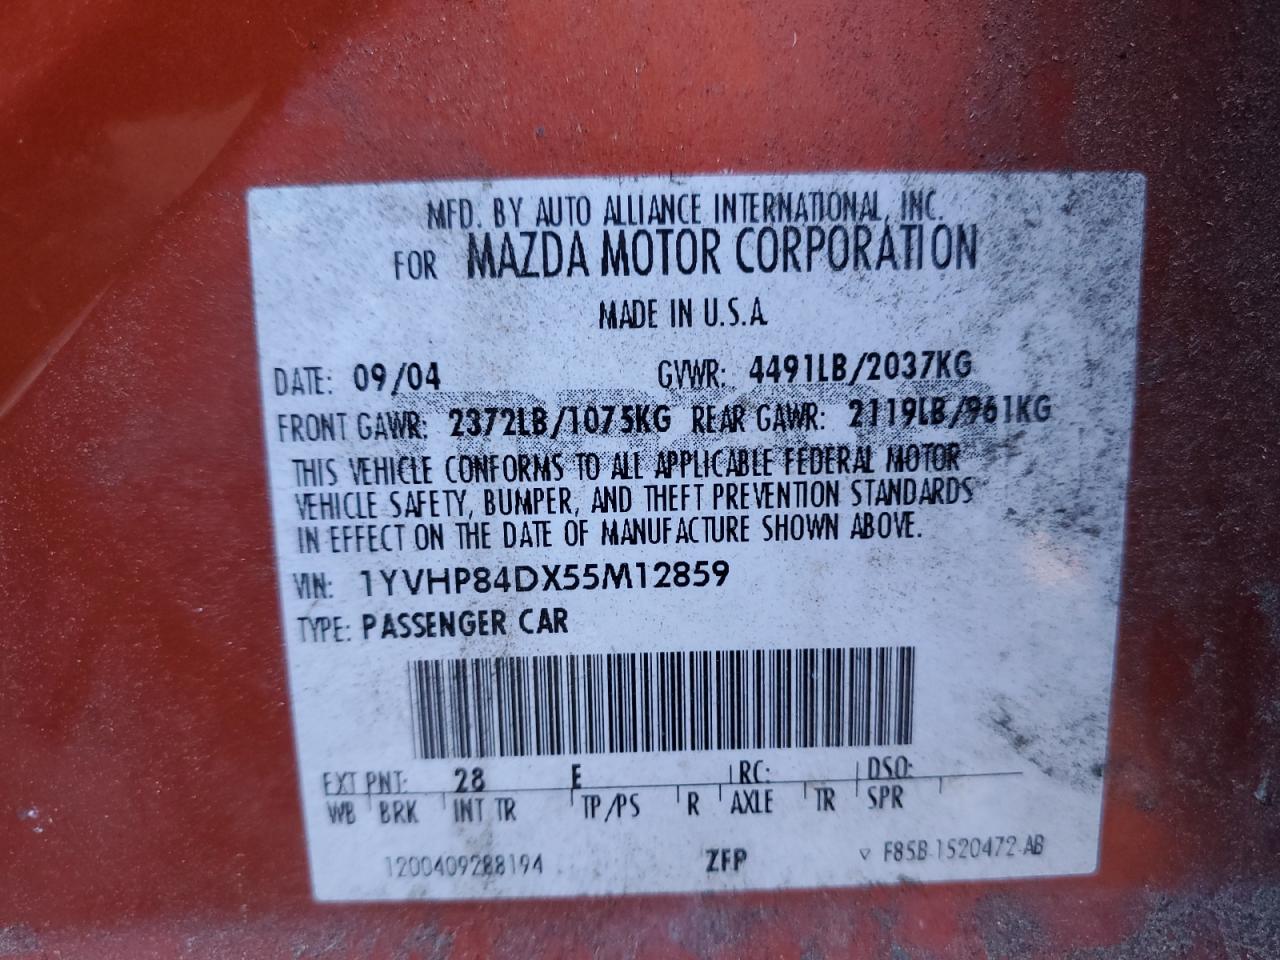 MFD. BY AUTO ALLIANCE INTERNATIONAL, INC.
FOR MAZDA MOTOR CORPORATION
MADE IN U.S.A.
DATE: 09/04 GVWR: 4491LB/2037KG
FRONT GAWR: 2372LB/1075KG REAR GAWR: 2119LB/961KG
THIS VEHICLE CONFORMS TO ALL APPLICABLE FEDERAL MOTOR
VEHICLE SAFETY, BUMPER, AND THEFT PREVENTION STANDARDS
IN EFFECT ON THE DATE OF MANUFACTURE SHOWN ABOVE.
VIN: 1YVHP84DX55M12859
TYPE: PASSENGER CAR
EXT PNT: 28 E RC: DSO:
WB BRK INT TR TP/PS R AXLE TR SPR
1200409288194 ZFP ▽ F85B-1520472-AB